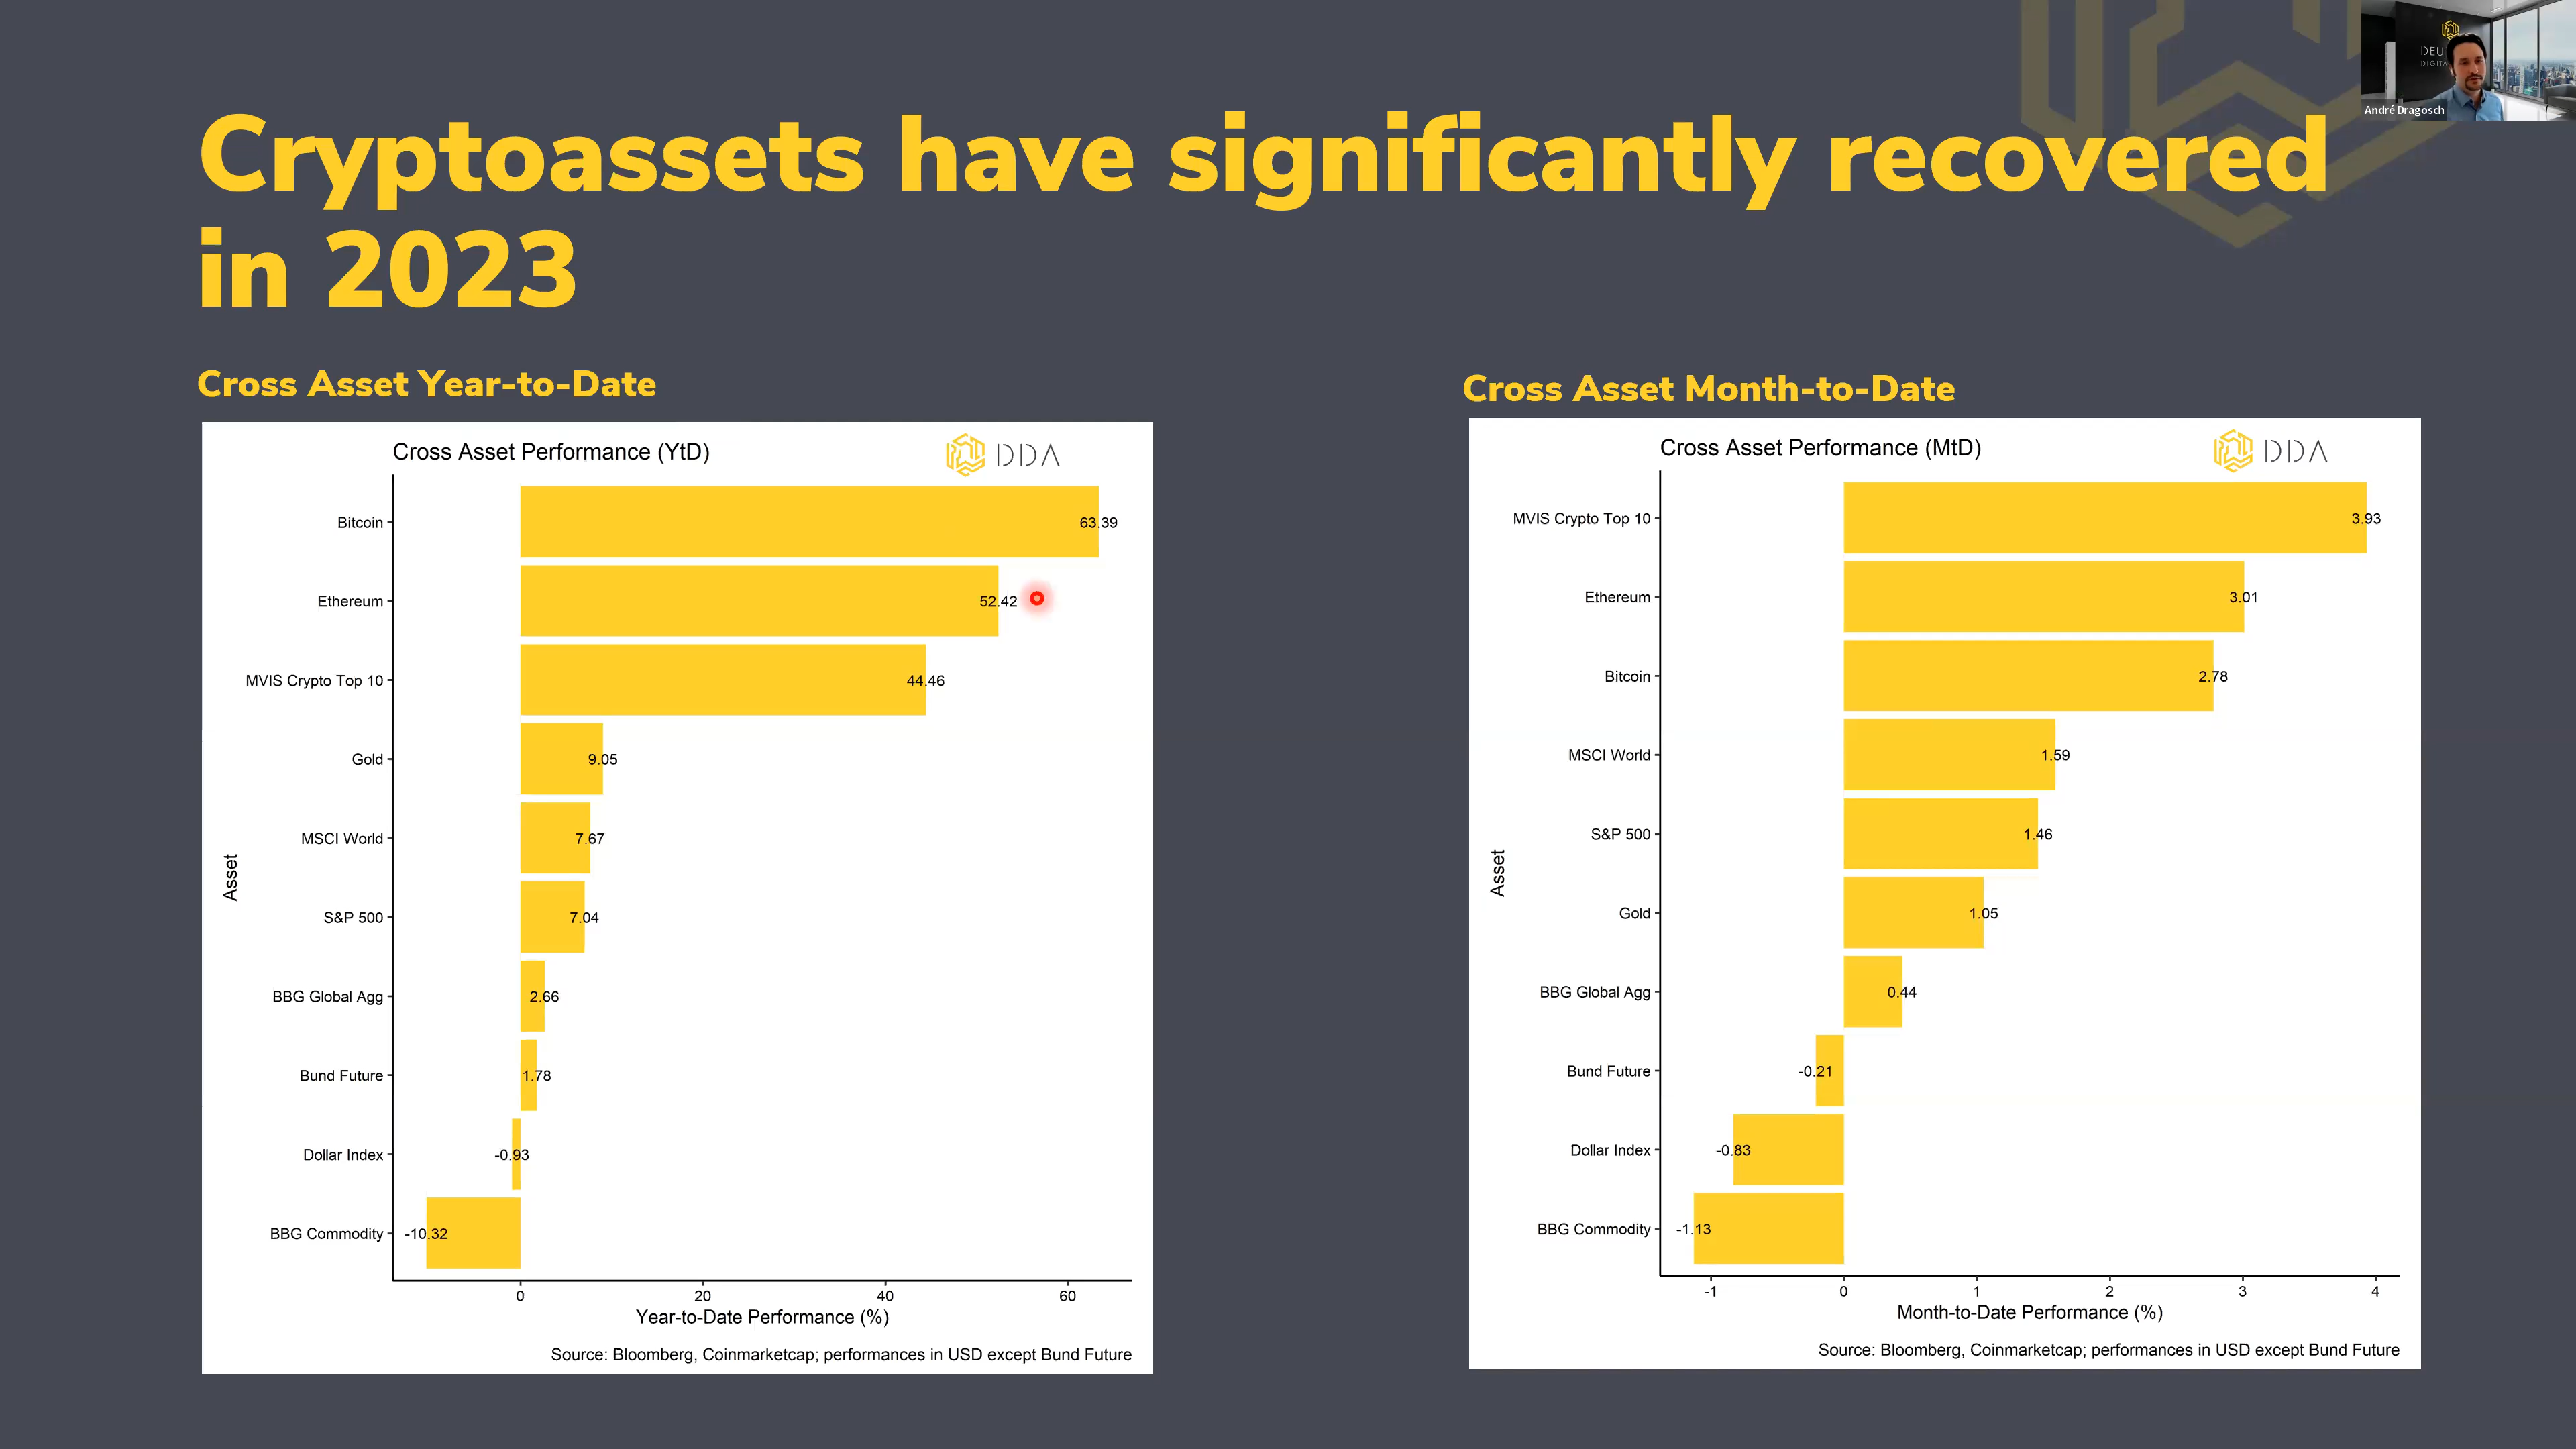 DEU
DIGITA
André Dragosch
Cryptoassets have significantly recovered
in 2023
Cross Asset Year-to-Date
Cross Asset Performance (YtD)
DDA
Asset
Bitcoin
63.39
Ethereum
52.42
MVIS Crypto Top 10
44.46
Gold
9.05
MSCI World
7.67
S&P 500
7.04
BBG Global Agg
2.66
Bund Future
1.78
Dollar Index
-0.93
BBG Commodity
-10.32
0 20 40 60
Year-to-Date Performance (%)
Source: Bloomberg, Coinmarketcap; performances in USD except Bund Future
Cross Asset Month-to-Date
Cross Asset Performance (MtD)
DDA
Asset
MVIS Crypto Top 10
3.93
Ethereum
3.01
Bitcoin
2.78
MSCI World
1.59
S&P 500
1.46
Gold
1.05
BBG Global Agg
0.44
Bund Future
-0.21
Dollar Index
-0.83
BBG Commodity
-1.13
-1 0 1 2 3 4
Month-to-Date Performance (%)
Source: Bloomberg, Coinmarketcap; performances in USD except Bund Future